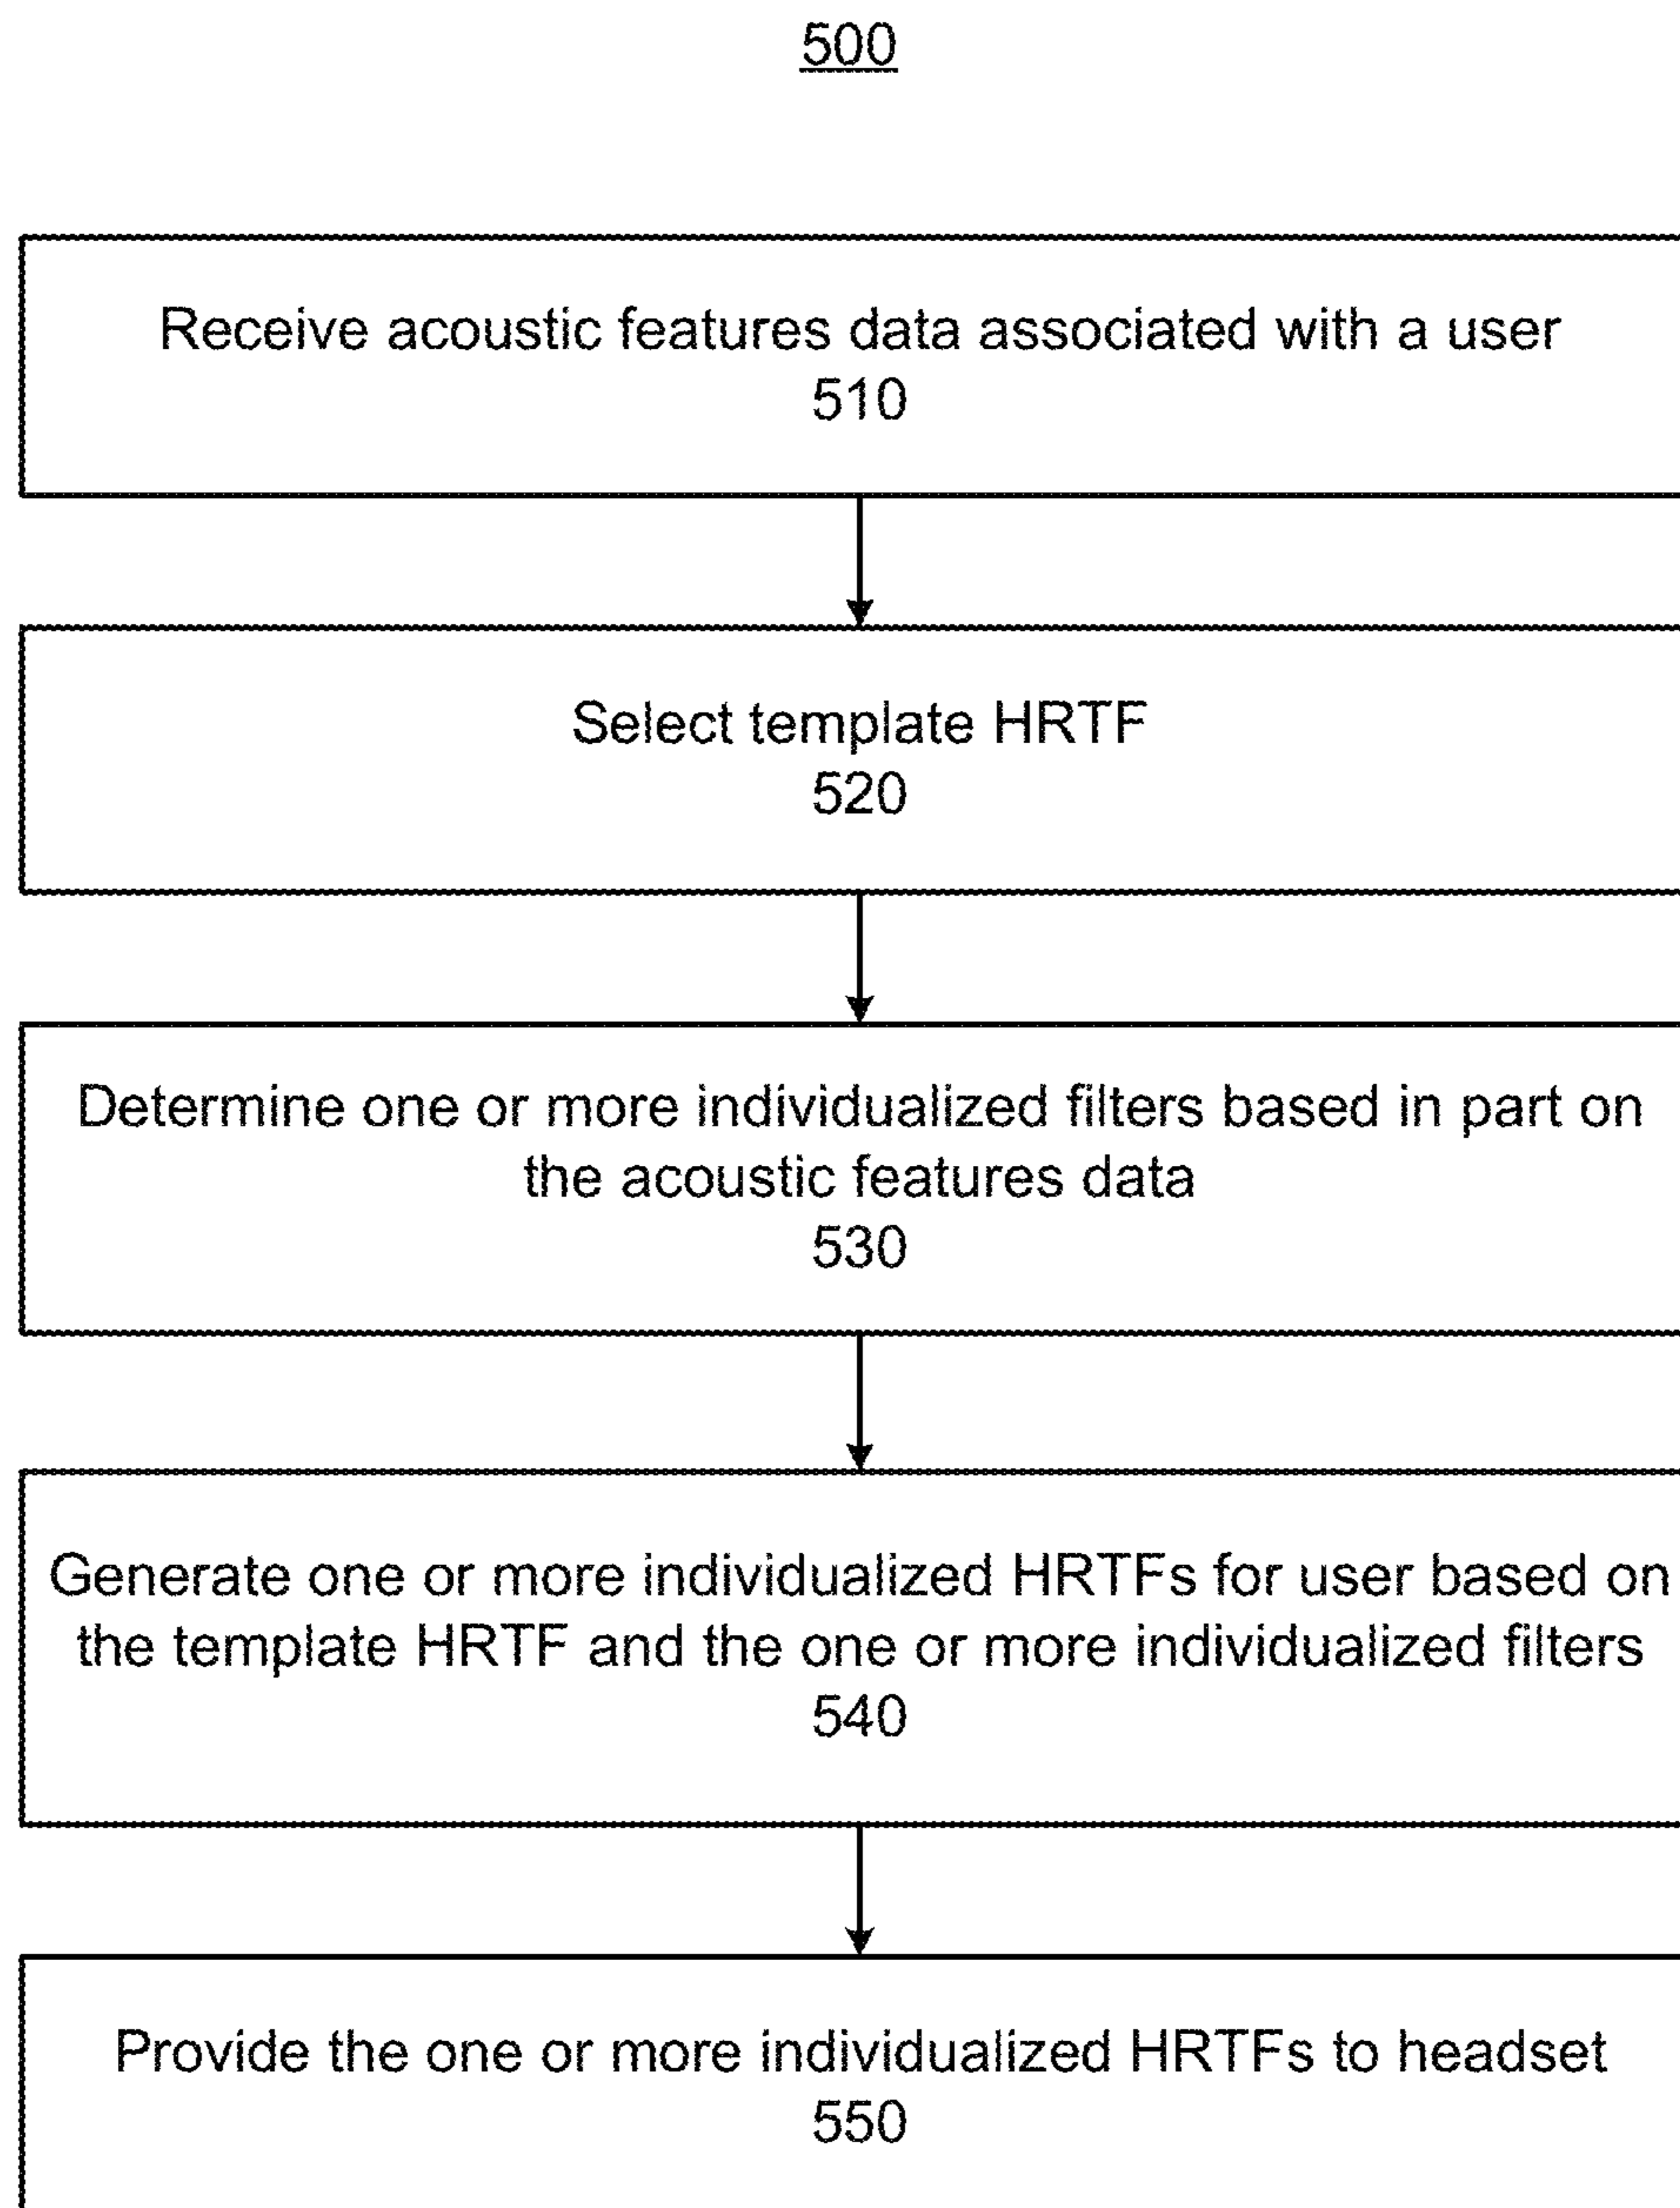 500
Receive acoustic features data associated with a user
510
Select template HRTF
520
Determine one or more individualized filters based in part on
the acoustic features data
530
Generate one or more individualized HRTFs for user based on
the template HRTF and the one or more individualized filters
540
Provide the one or more individualized HRTFs to headset
550